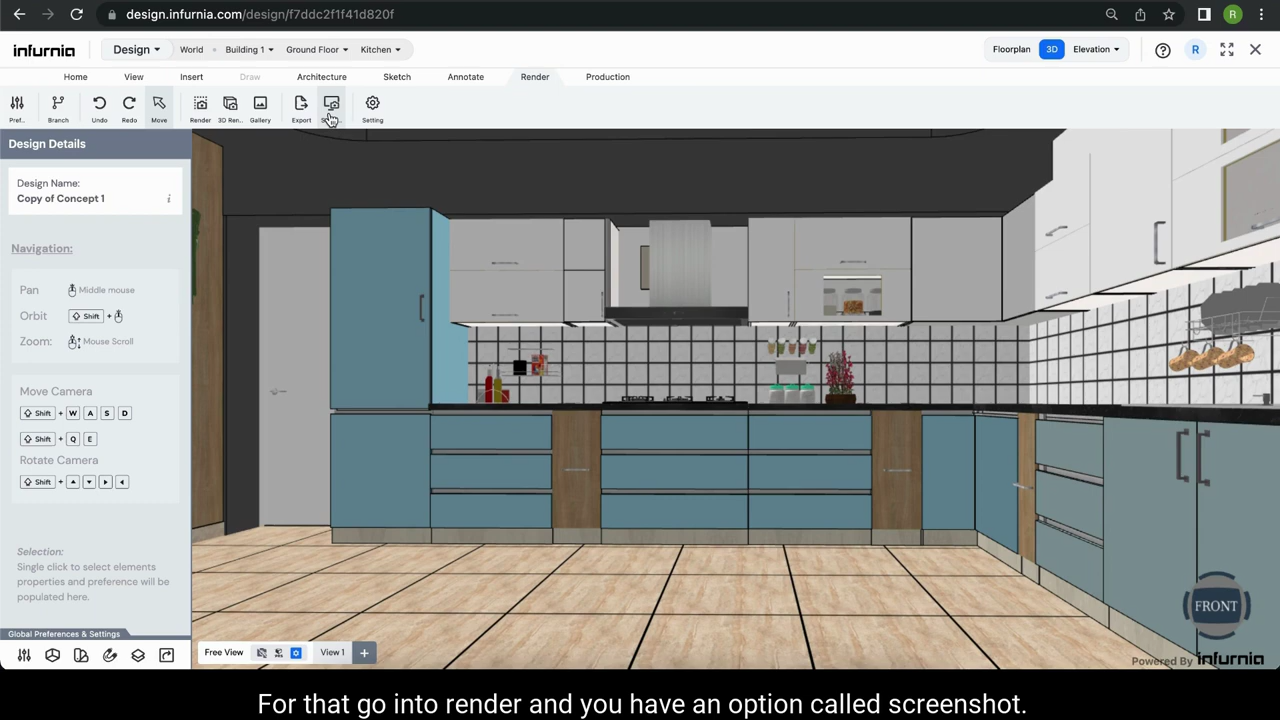 design.infurnia.com/design/f7ddc2f1f41d820f
R
infurnia
Design
World
Building 1
Ground Floor
Kitchen
Floorplan
3D
Elevation
R
Home
View
Insert
Draw
Architecture
Sketch
Annotate
Render
Production
Pref..
Branch
Undo
Redo
Move
Render
3D Ren..
Gallery
Export
Setting
Design Details
Design Name:
Copy of Concept 1
i
Navigation:
Pan Middle mouse
Orbit Shift +
Zoom: Mouse Scroll
Move Camera
Shift + W A S D
Shift + Q E
Rotate Camera
Shift +
Selection:
Single click to select elements
properties and preference will be
populated here.
Global Preferences & Settings
Free View
View 1
+
FRONT
Powered By infurnia
For that go into render and you have an option called screenshot.